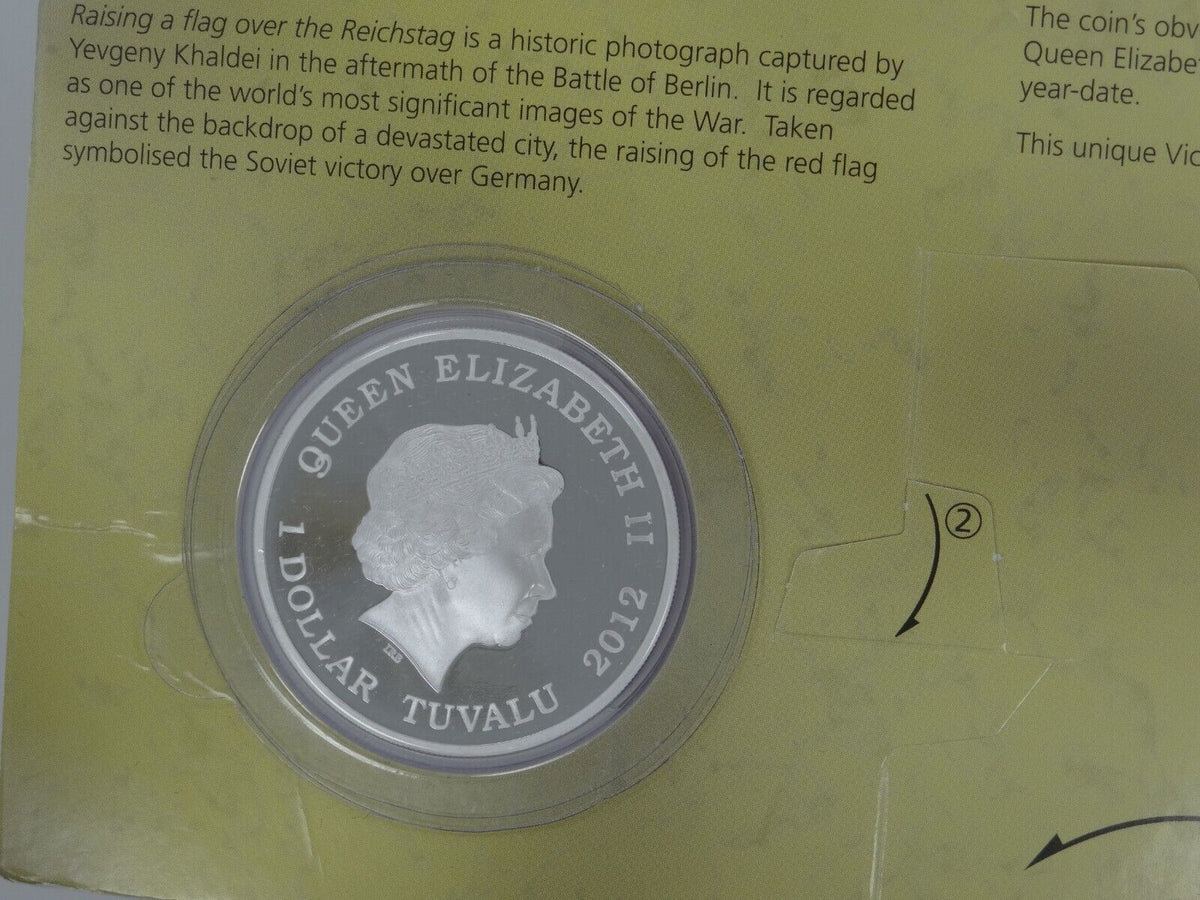 Raising a flag over the Reichstag is a historic photograph captured by
Yevgeny Khaldei in the aftermath of the Battle of Berlin. It is regarded
as one of the world's most significant images of the War. Taken
against the backdrop of a devastated city, the raising of the red flag
symbolised the Soviet victory over Germany.
The coin's obv
Queen Elizabe
year-date.
This unique Vic
QUEEN ELIZABETH II
1 DOLLAR TUVALU 2012
IRB
②